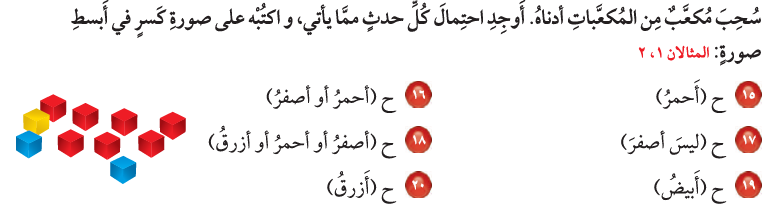 سُحِبَ مُكعَّبٌ مِن المُكعَّباتِ أدناهُ. أَوجِدِ احتِمالَ كُلِّ حدثٍ ممَّا يأتي، و اكتُبْه على صورةِ كَسرٍ في أَبسطِ
صورةٍ: المثالان ١، ٢
١٥ ح (أَحمرُ)
١٦ ح (أحمرُ أو أصفرُ)
١٧ ح (ليسَ أصفرَ)
١٨ ح (أصفرُ أو أحمرُ أو أزرقُ)
١٩ ح (أَبيضُ)
٢٠ ح (أَزرقُ)